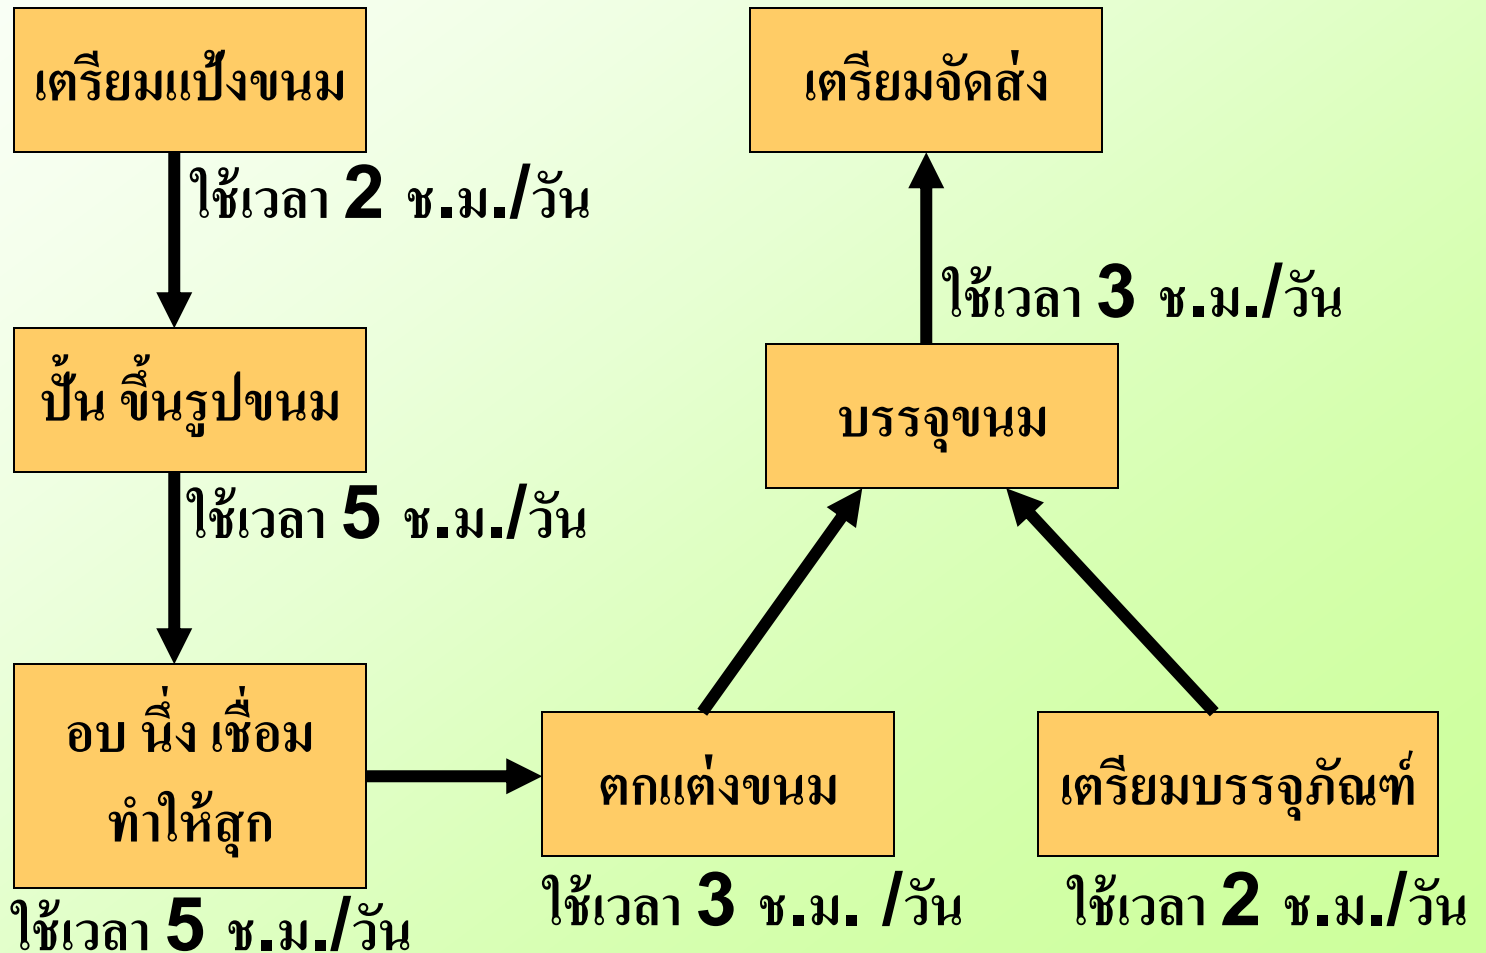 เตรียมแป้งขนม
ใช้เวลา 2 ช.ม./วัน
ปั้น ขึ้นรูปขนม
ใช้เวลา 5 ช.ม./วัน
อบ นึ่ง เชื่อม
ทำให้สุก
ใช้เวลา 5 ช.ม./วัน
ตกแต่งขนม
ใช้เวลา 3 ช.ม. /วัน
เตรียมบรรจุภัณฑ์
ใช้เวลา 2 ช.ม./วัน
บรรจุขนม
ใช้เวลา 3 ช.ม./วัน
เตรียมจัดส่ง